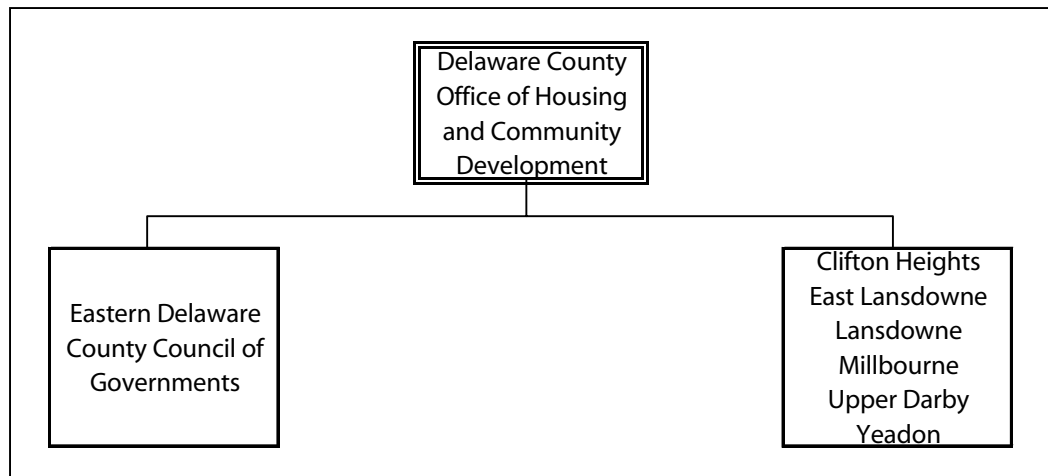 Delaware County
Office of Housing
and Community
Development
Eastern Delaware
County Council of
Governments
Clifton Heights
East Lansdowne
Lansdowne
Millbourne
Upper Darby
Yeadon